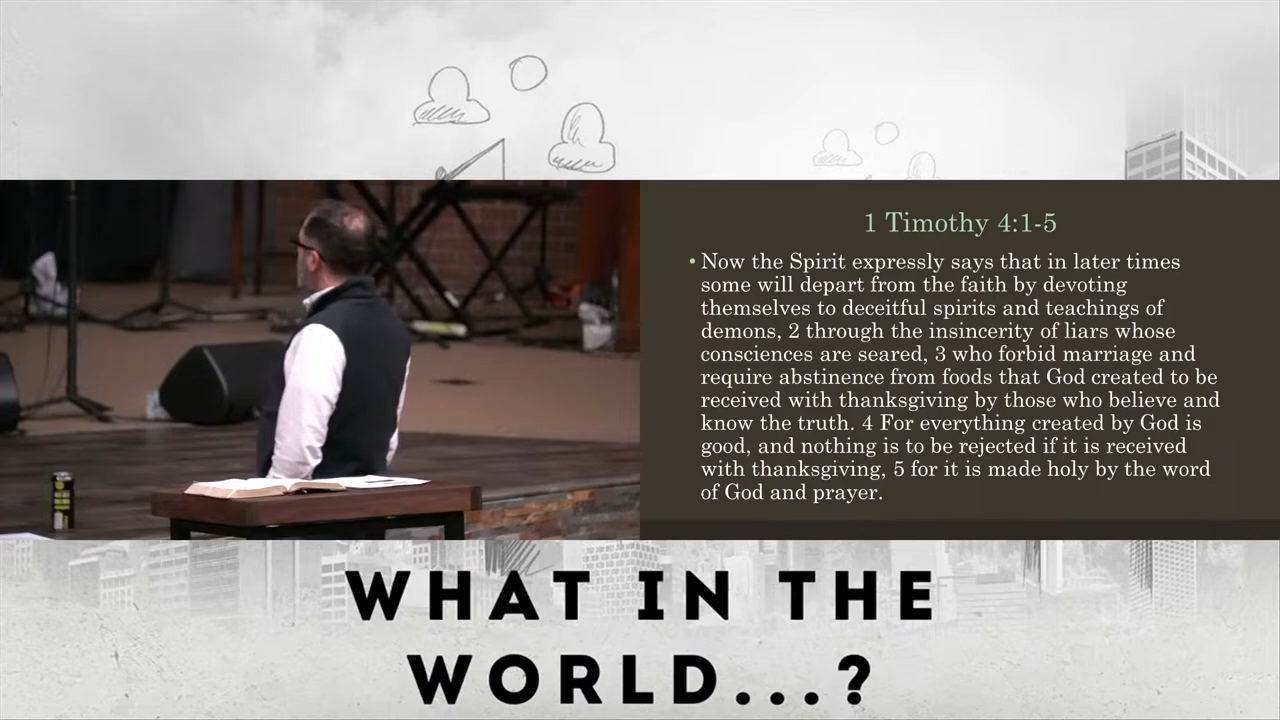 1 Timothy 4:1-5
• Now the Spirit expressly says that in later times
some will depart from the faith by devoting
themselves to deceitful spirits and teachings of
demons, 2 through the insincerity of liars whose
consciences are seared, 3 who forbid marriage and
require abstinence from foods that God created to be
received with thanksgiving by those who believe and
know the truth. 4 For everything created by God is
good, and nothing is to be rejected if it is received
with thanksgiving, 5 for it is made holy by the word
of God and prayer.
WHAT IN THE
WORLD...?